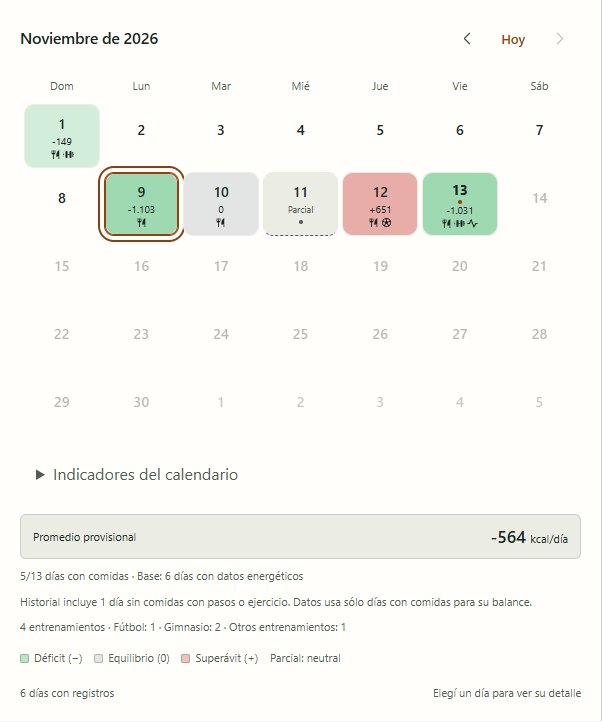 Noviembre de 2026
Hoy
Dom Lun Mar Mié Jue Vie Sáb
1 2 3 4 5 6 7
-149
8 9 10 11 12 13 14
-1.103 0 Parcial +651 -1.031
15 16 17 18 19 20 21
22 23 24 25 26 27 28
29 30 1 2 3 4 5
Indicadores del calendario
Promedio provisional -564 kcal/día
5/13 días con comidas · Base: 6 días con datos energéticos
Historial incluye 1 día sin comidas con pasos o ejercicio. Datos usa sólo días con comidas para su balance.
4 entrenamientos · Fútbol: 1 · Gimnasio: 2 · Otros entrenamientos: 1
Déficit (−) Equilibrio (0) Superávit (+) Parcial: neutral
6 días con registros Elegí un día para ver su detalle